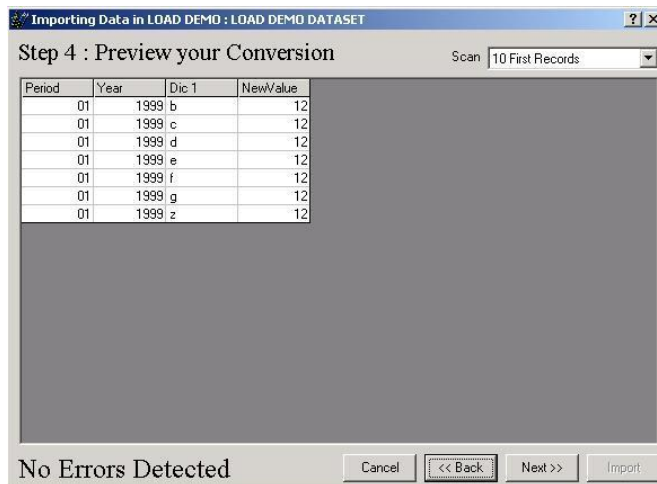 Importing Data in LOAD DEMO : LOAD DEMO DATASET
Step 4 : Preview your Conversion
Scan 10 First Records
Period Year Dic 1 NewValue
01 1999 b 12
01 1999 c 12
01 1999 d 12
01 1999 e 12
01 1999 f 12
01 1999 g 12
01 1999 z 12
No Errors Detected
Cancel << Back Next >> Import